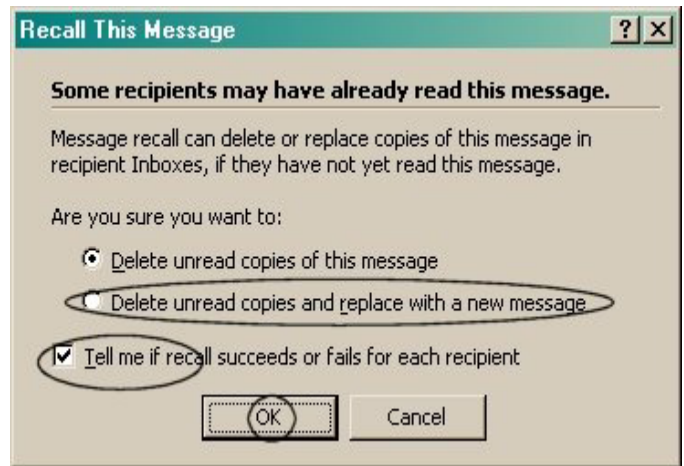 Recall This Message
Some recipients may have already read this message.
Message recall can delete or replace copies of this message in
recipient Inboxes, if they have not yet read this message.
Are you sure you want to:
Delete unread copies of this message
Delete unread copies and replace with a new message
Tell me if recall succeeds or fails for each recipient
OK Cancel